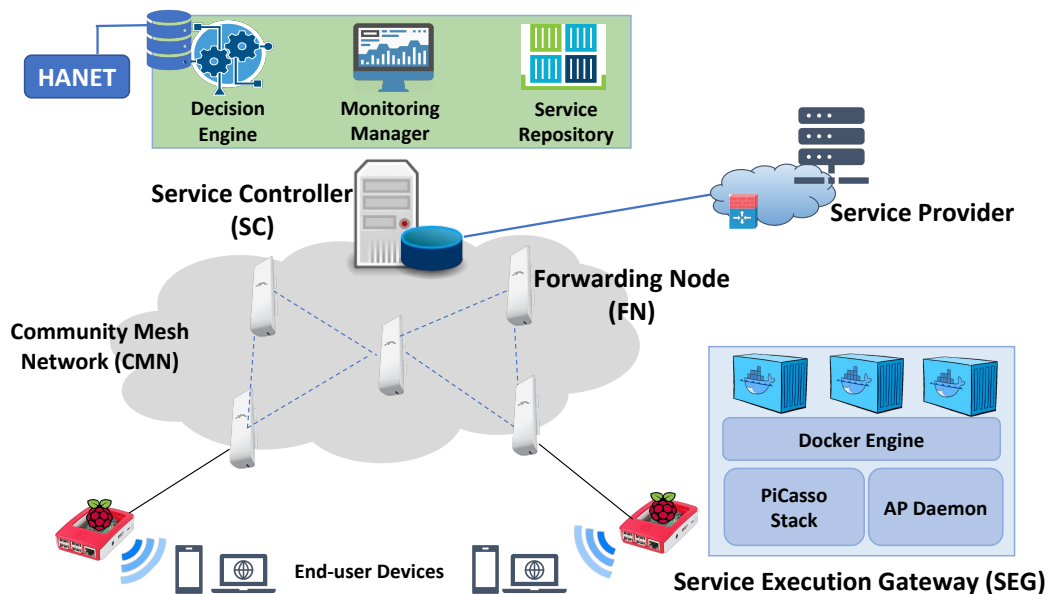 HANET
Decision
Engine
Monitoring
Manager
Service
Repository
Service Controller
(SC)
Service Provider
Forwarding Node
(FN)
Community Mesh
Network (CMN)
Docker Engine
PiCasso
Stack
AP Daemon
End-user Devices
Service Execution Gateway (SEG)